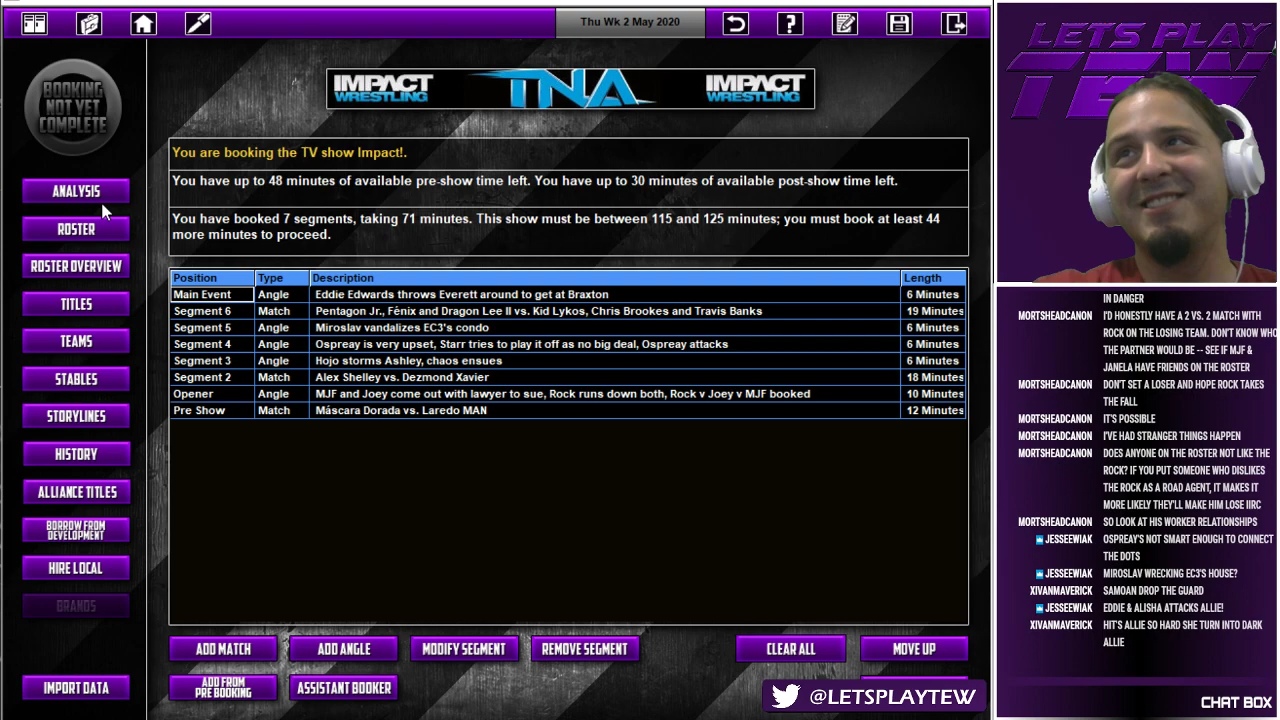 Thu Wk 2 May 2020
?
LETS PLAY
TEW
BOOKING
NOT YET
COMPLETE
IMPACT
WRESTLING
TNA
IMPACT
WRESTLING
You are booking the TV show Impact!.
You have up to 48 minutes of available pre-show time left. You have up to 30 minutes of available post-show time left.
You have booked 7 segments, taking 71 minutes. This show must be between 115 and 125 minutes; you must book at least 44
more minutes to proceed.
ANALYSIS
ROSTER
ROSTER OVERVIEW
TITLES
TEAMS
STABLES
STORYLINES
HISTORY
ALLIANCE TITLES
BORROW FROM
DEVELOPMENT
HIRE LOCAL
BRANDS
IMPORT DATA
Position Type Description Length
Main Event Angle Eddie Edwards throws Everett around to get at Braxton 6 Minutes
Segment 6 Match Pentagon Jr., Fénix and Dragon Lee II vs. Kid Lykos, Chris Brookes and Travis Banks 19 Minutes
Segment 5 Angle Miroslav vandalizes EC3's condo 6 Minutes
Segment 4 Angle Ospreay is very upset, Starr tries to play it off as no big deal, Ospreay attacks 6 Minutes
Segment 3 Angle Hojo storms Ashley, chaos ensues 6 Minutes
Segment 2 Match Alex Shelley vs. Dezmond Xavier 18 Minutes
Opener Angle MJF and Joey come out with lawyer to sue, Rock runs down both, Rock v Joey v MJF booked 10 Minutes
Pre Show Match Máscara Dorada vs. Laredo MAN 12 Minutes
ADD MATCH
ADD ANGLE
MODIFY SEGMENT
REMOVE SEGMENT
CLEAR ALL
MOVE UP
ADD FROM
PRE BOOKING
ASSISTANT BOOKER
@LETSPLAYTEW
IN DANGER
MORTSHEADCANON I'D HONESTLY HAVE A 2 VS. 2 MATCH WITH
ROCK ON THE LOSING TEAM. DON'T KNOW WHO
THE PARTNER WOULD BE -- SEE IF MJF &
JANELA HAVE FRIENDS ON THE ROSTER
MORTSHEADCANON DON'T SET A LOSER AND HOPE ROCK TAKES
THE FALL
MORTSHEADCANON IT'S POSSIBLE
MORTSHEADCANON I'VE HAD STRANGER THINGS HAPPEN
MORTSHEADCANON DOES ANYONE ON THE ROSTER NOT LIKE THE
ROCK? IF YOU PUT SOMEONE WHO DISLIKES
THE ROCK AS A ROAD AGENT, IT MAKES IT
MORE LIKELY THEY'LL MAKE HIM LOSE IIRC
MORTSHEADCANON SO LOOK AT HIS WORKER RELATIONSHIPS
JESSEEWIAK OSPREAY'S NOT SMART ENOUGH TO CONNECT
THE DOTS
JESSEEWIAK MIROSLAV WRECKING EC3'S HOUSE?
XIVANMAVERICK SAMOAN DROP THE GUARD
JESSEEWIAK EDDIE & ALISHA ATTACKS ALLIE!
XIVANMAVERICK HIT'S ALLIE SO HARD SHE TURN INTO DARK
ALLIE
CHAT BOX